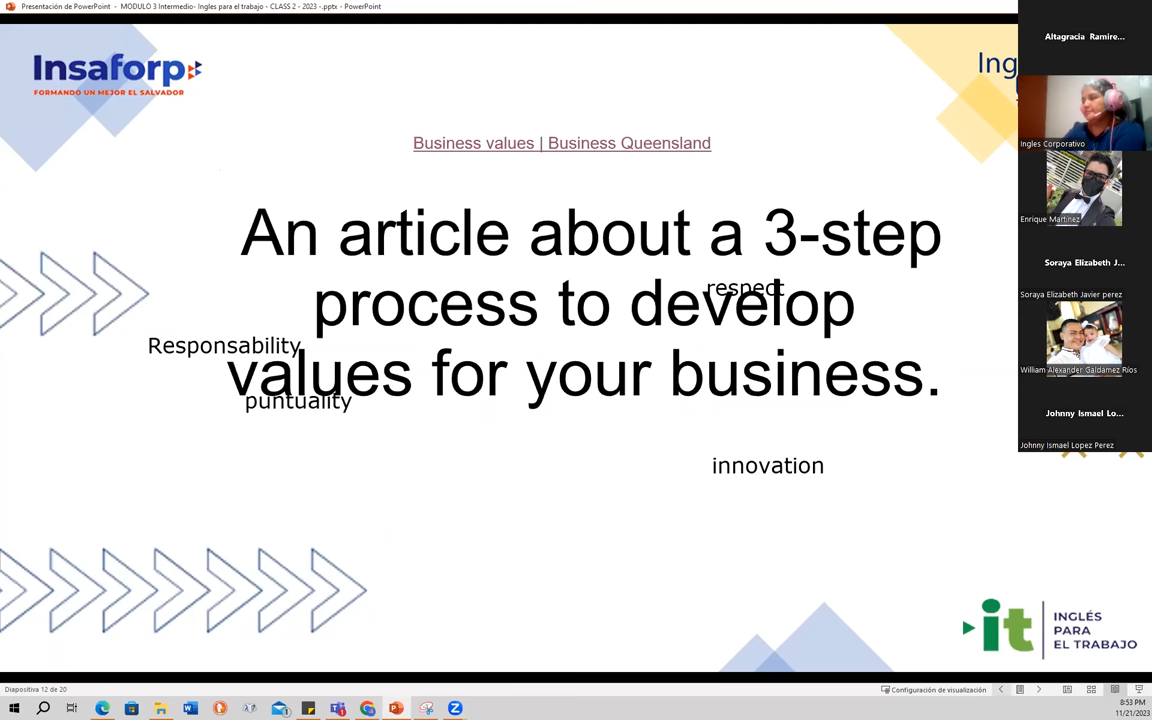 Presentación de PowerPoint - MODULO 3 Intermedio- Ingles para el trabajo - CLASS 2 - 2023 -.pptx - PowerPoint
Insaforp
FORMANDO UN MEJOR EL SALVADOR
Ing
Business values | Business Queensland
An article about a 3-step
process to develop
values for your business.
respect
Responsability
puntuality
innovation
Altagracia Ramire...
Ingles Corporativo
Enrique Martinez
Soraya Elizabeth J...
Soraya Elizabeth Javier perez
William Alexander Galdamez Ríos
Johnny Ismael Lo...
Johnny Ismael Lopez Perez
it
INGLÉS
PARA
EL TRABAJO
Diapositiva 12 de 20
Configuración de visualización
8:53 PM
11/21/2023